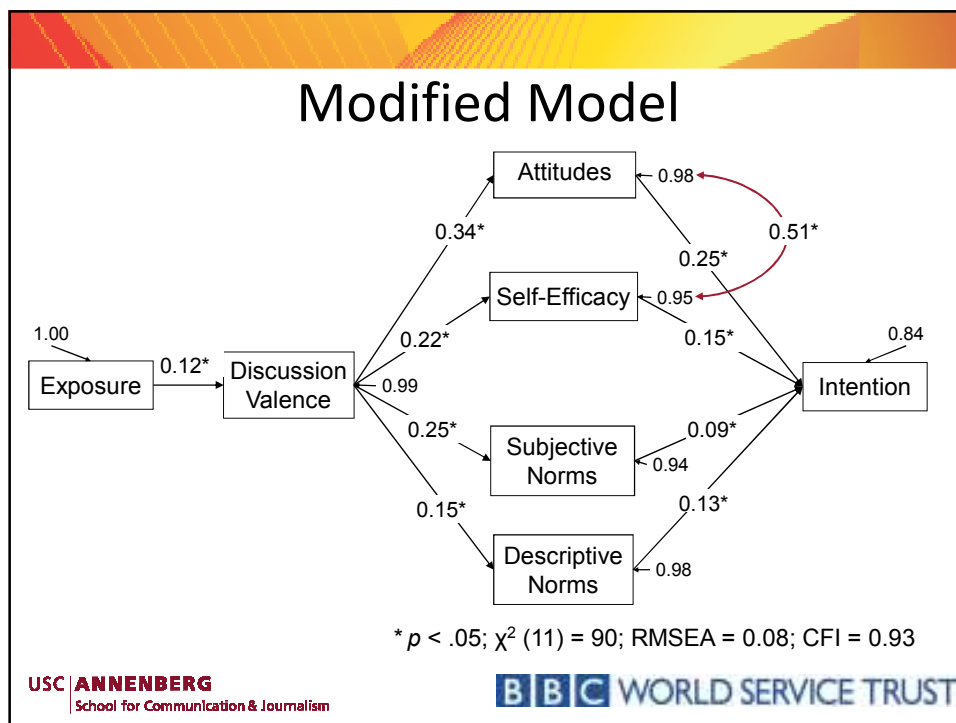 Modified Model
Attitudes
0.98
0.34*
0.51*
0.25*
Self-Efficacy
0.95
1.00
0.22*
0.15*
0.84
0.12*
Exposure
Discussion
Valence
0.99
Intention
0.25*
0.09*
Subjective
Norms
0.94
0.15*
0.13*
Descriptive
Norms
0.98
* p < .05; χ² (11) = 90; RMSEA = 0.08; CFI = 0.93
USC ANNENBERG
School for Communication & Journalism
BBC WORLD SERVICE TRUST